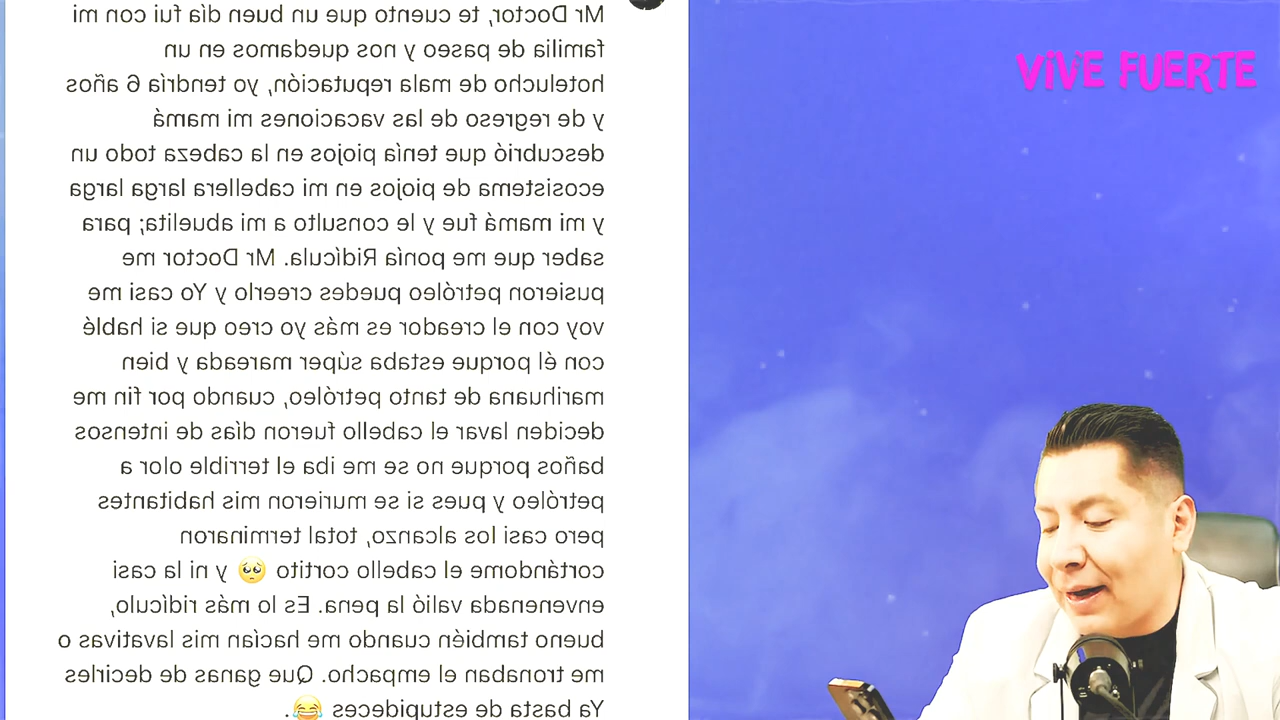 Mr Doctor, te cuento que un buen día fui con mi
familia de paseo y nos quedamos en un
hotelucho de mala reputación, yo tendría 6 años
y de regreso de las vacaciones mi mamá
descubrió que tenía piojos en la cabeza todo un
ecosistema de piojos en mi cabellera larga larga
y mi mamá fue y le consulto a mi abuelita; para
saber que me ponía Ridícula. Mr Doctor me
pusieron petróleo puedes creerlo y Yo casi me
voy con el creador es más yo creo que si hablé
con él porque estaba súper mareada y bien
marihuana de tanto petróleo, cuando por fin me
deciden lavar el cabello fueron días de intensos
baños porque no se me iba el terrible olor a
petróleo y pues si se murieron mis habitantes
pero casi los alcanzo, total terminaron
cortándome el cabello cortito 🥺 y ni la casi
envenenada valió la pena. Es lo más ridículo,
bueno también cuando me hacían mis lavativas o
me tronaban el empacho. Que ganas de decirles
Ya basta de estupideces 😂.
VIVE FUERTE